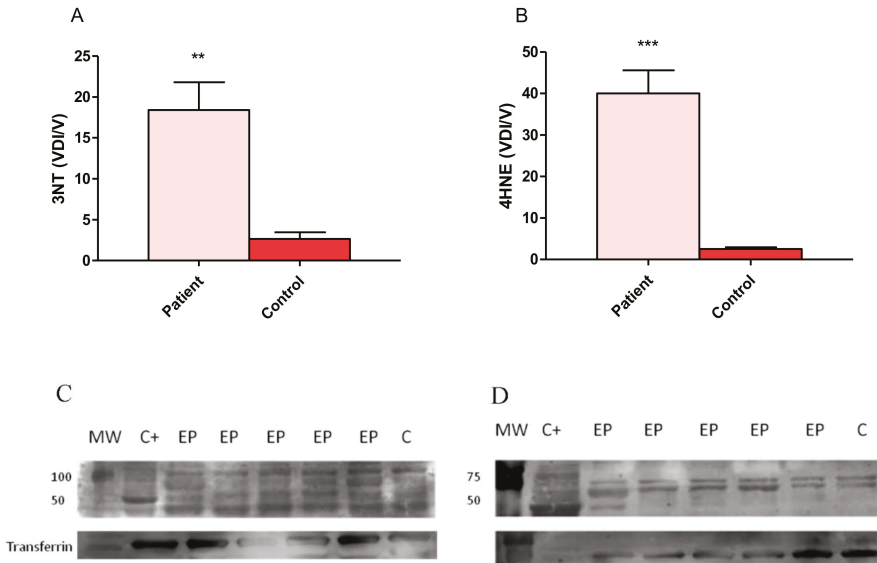 A
25
20
15
10
5
0
3NT (VDI/V)
**
Patient
Control
B
50
40
30
20
10
0
4HNE (VDI/V)
***
Patient
Control
C
MW C+ EP EP EP EP EP C
100
50
Transferrin
D
MW C+ EP EP EP EP EP C
75
50